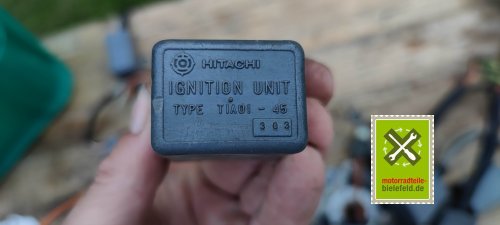 HITACHI
IGNITION UNIT
TYPE TIA01-45
303
motorradteile-
bielefeld.de